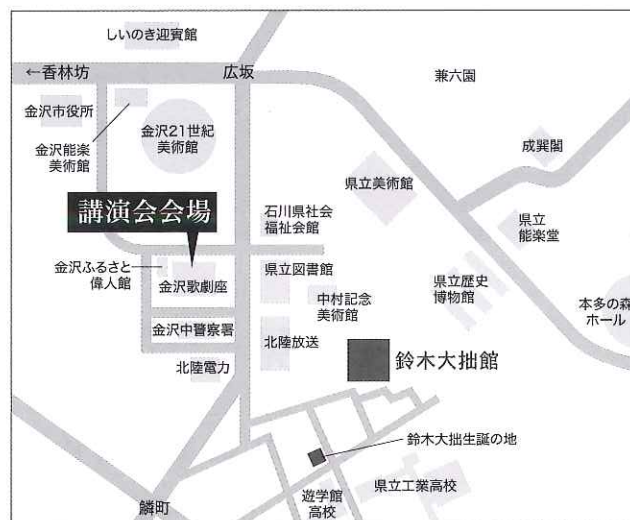 しいのき迎賓館
←香林坊
広坂
兼六園
金沢市役所
金沢能楽
美術館
金沢21世紀
美術館
成巽閣
県立美術館
講演会会場
石川県社会
福祉会館
県立
能楽堂
金沢ふるさと
偉人館
金沢歌劇座
県立図書館
中村記念
美術館
県立歴史
博物館
本多の森
ホール
金沢中警察署
北陸放送
北陸電力
鈴木大拙館
鈴木大拙生誕の地
遊学館
高校
県立工業高校
鱗町